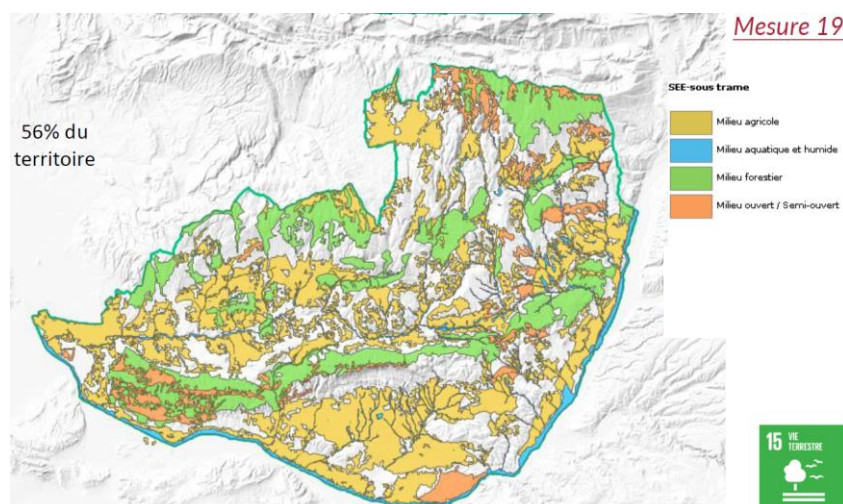 Mesure 19
56% du
territoire
SEE-sous trame
Milieu agricole
Milieu aquatique et humide
Milieu forestier
Milieu ouvert / Semi-ouvert
15 VIE
TERRESTRE